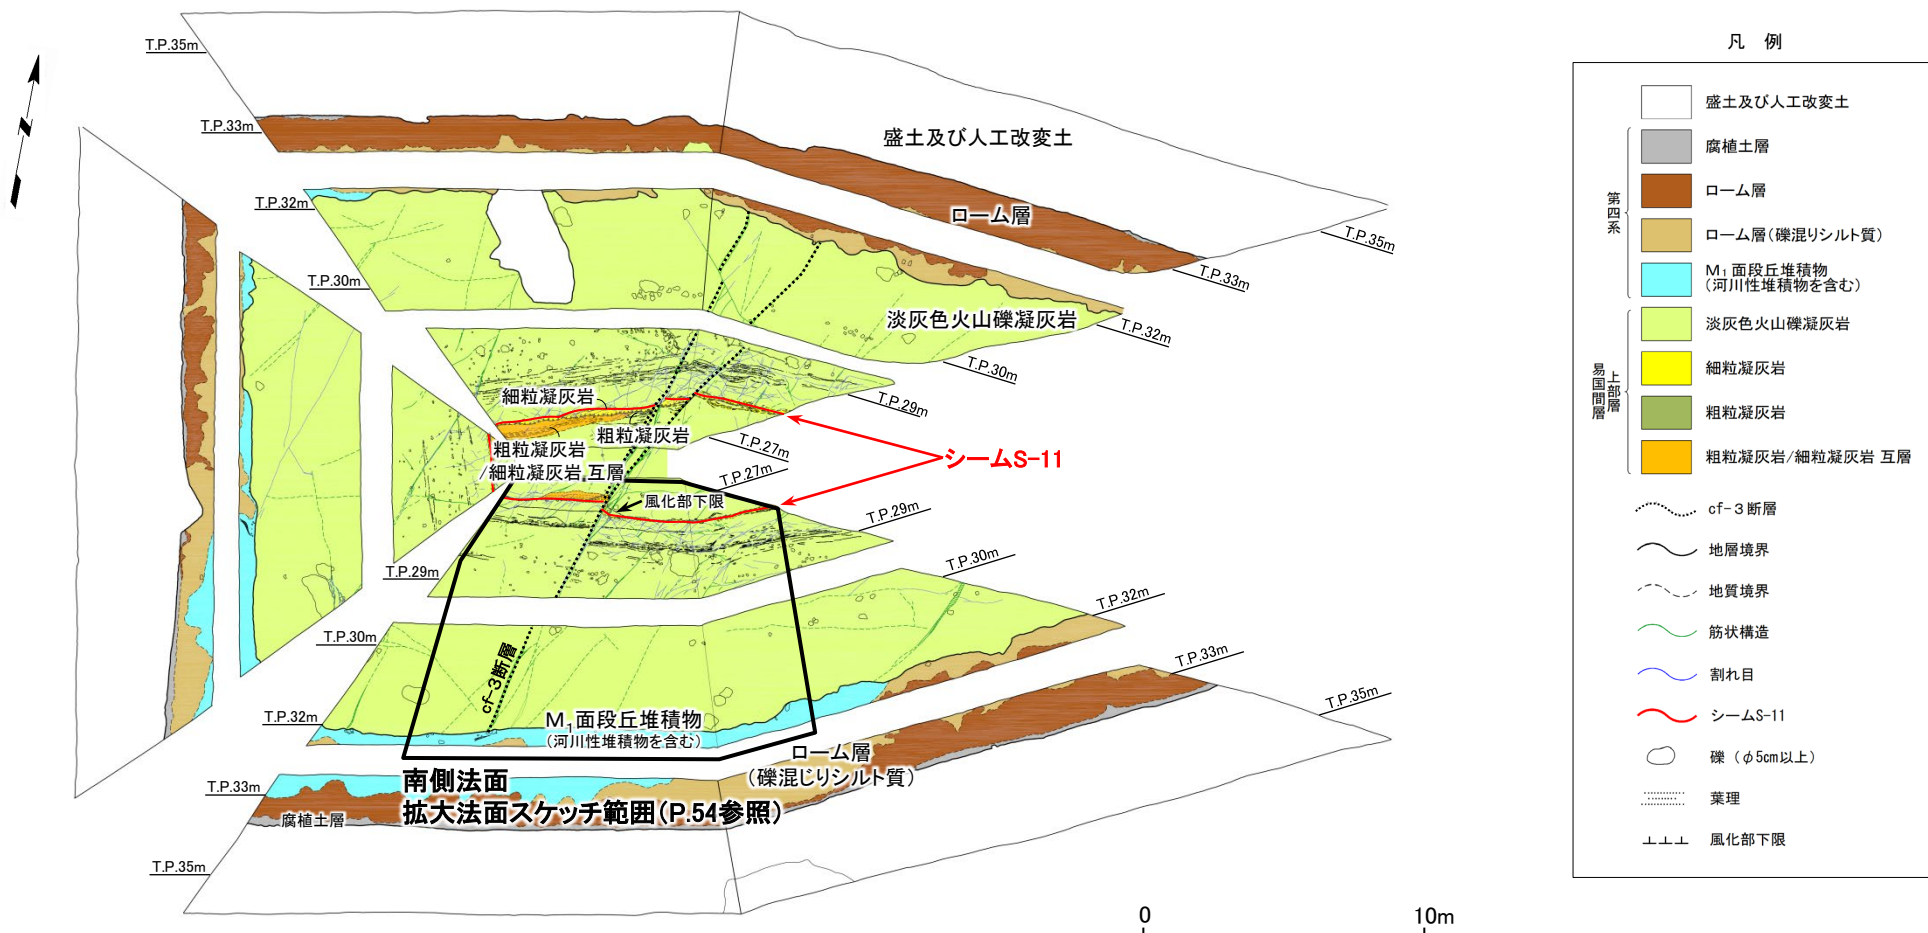 T.P.35m
T.P.33m
盛土及び人工改変土
T.P.32m
ローム層
T.P.35m
T.P.33m
T.P.30m
淡灰色火山礫凝灰岩
T.P.32m
T.P.30m
T.P.29m
細粒凝灰岩
粗粒凝灰岩
粗粒凝灰岩
/細粒凝灰岩 互層
T.P.27m
T.P.27m
シームS-11
風化部下限
T.P.29m
T.P.29m
T.P.30m
T.P.30m
T.P.32m
cf-3断層
T.P.32m
M1面段丘堆積物
(河川性堆積物を含む)
T.P.33m
ローム層
(礫混じりシルト質)
T.P.35m
T.P.33m
南側法面
拡大法面スケッチ範囲(P.54参照)
腐植土層
T.P.35m
0
10m
凡 例
盛土及び人工改変土
第四系
腐植土層
ローム層
ローム層(礫混りシルト質)
M1面段丘堆積物
(河川性堆積物を含む)
易国間層
上部層
淡灰色火山礫凝灰岩
細粒凝灰岩
粗粒凝灰岩
粗粒凝灰岩/細粒凝灰岩 互層
cf-3断層
地層境界
地質境界
筋状構造
割れ目
シームS-11
礫(φ5cm以上)
葉理
風化部下限